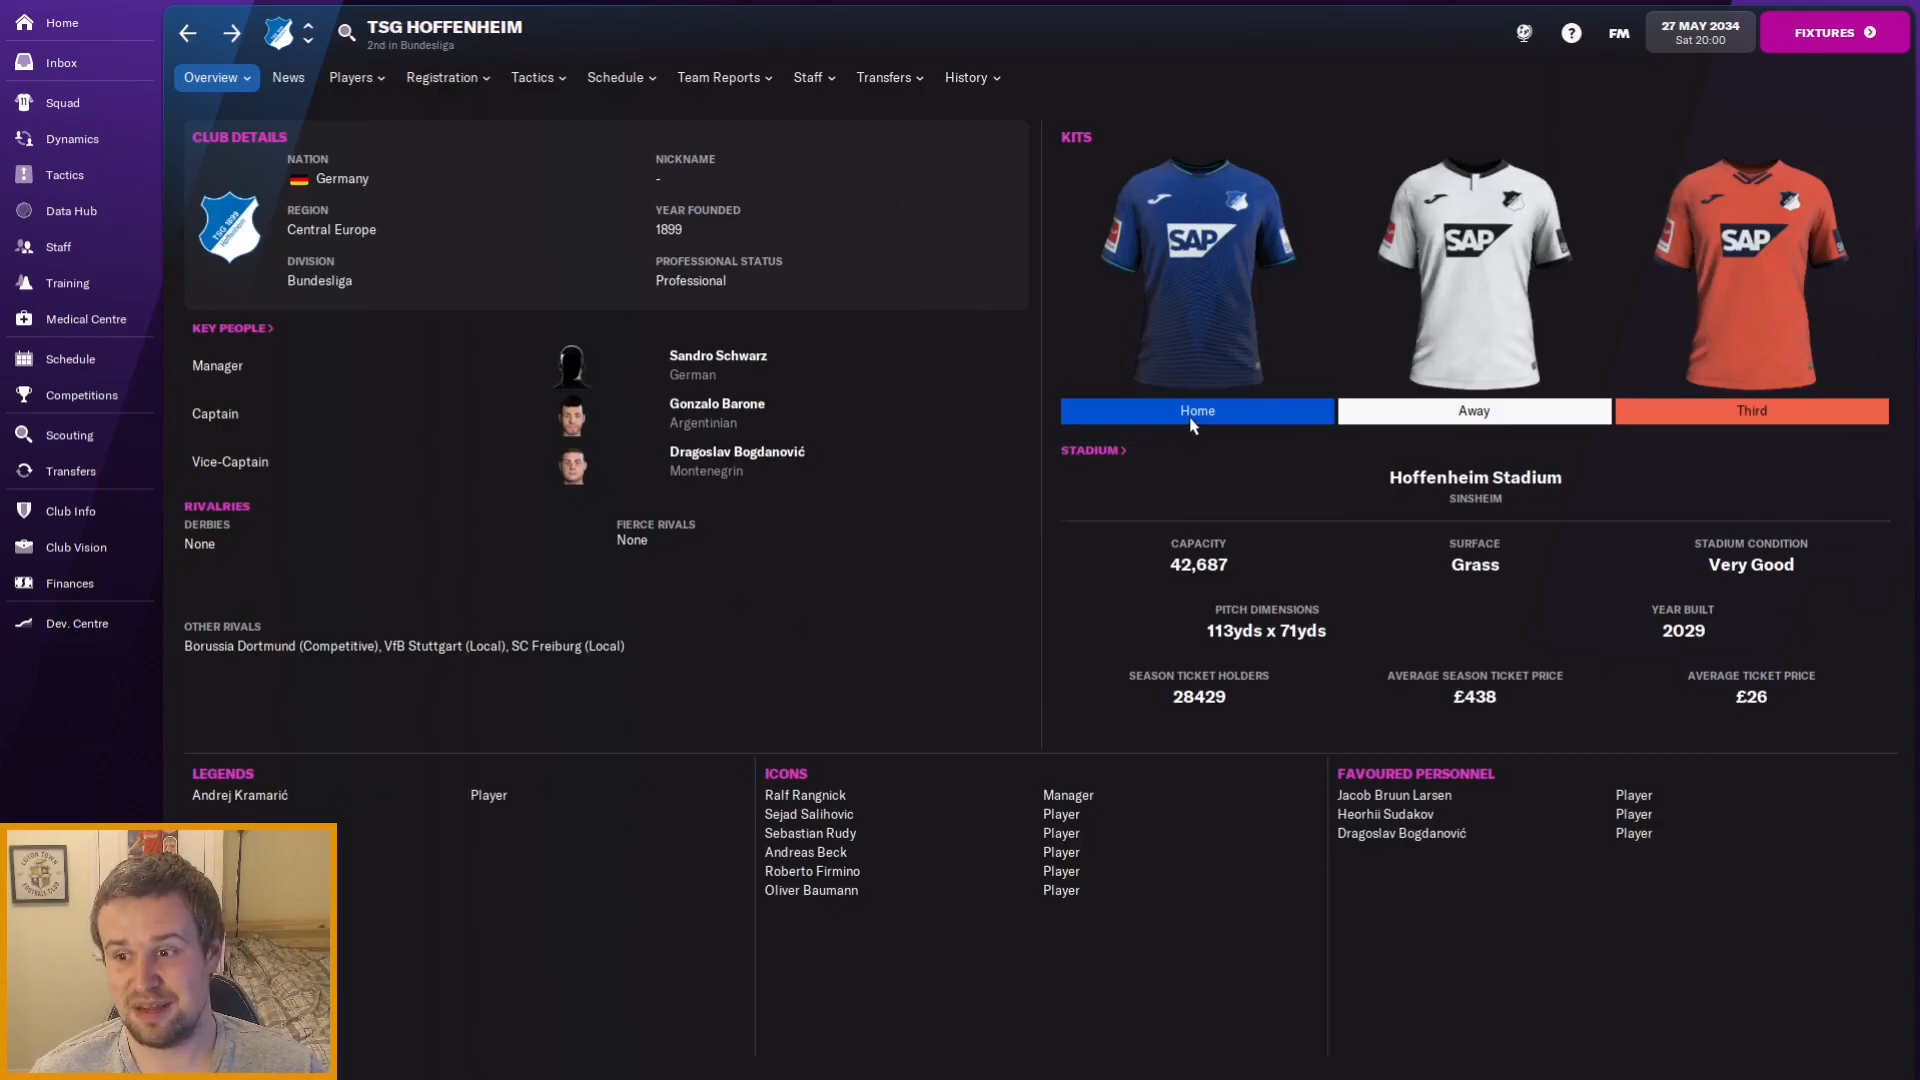 Home
Inbox
Squad
Dynamics
Tactics
Data Hub
Staff
Training
Medical Centre
Schedule
Competitions
Scouting
Transfers
Club Info
Club Vision
Finances
Dev. Centre
TSG HOFFENHEIM
2nd in Bundesliga
? FM
27 MAY 2034
Sat 20:00
FIXTURES
Overview News Players Registration Tactics Schedule Team Reports Staff Transfers History
CLUB DETAILS
TSG 1899
Hoffenheim
NATION
Germany
NICKNAME
-
REGION
Central Europe
YEAR FOUNDED
1899
DIVISION
Bundesliga
PROFESSIONAL STATUS
Professional
KEY PEOPLE >
Manager
Sandro Schwarz
German
Captain
Gonzalo Barone
Argentinian
Vice-Captain
Dragoslav Bogdanović
Montenegrin
RIVALRIES
DERBIES
None
FIERCE RIVALS
None
OTHER RIVALS
Borussia Dortmund (Competitive), VfB Stuttgart (Local), SC Freiburg (Local)
KITS
SAP SAP SAP
Home Away Third
STADIUM >
Hoffenheim Stadium
SINSHEIM
CAPACITY
42,687
SURFACE
Grass
STADIUM CONDITION
Very Good
PITCH DIMENSIONS
113yds x 71yds
YEAR BUILT
2029
SEASON TICKET HOLDERS
28429
AVERAGE SEASON TICKET PRICE
£438
AVERAGE TICKET PRICE
£26
LEGENDS
Andrej Kramarić Player
ICONS
Ralf Rangnick Manager
Sejad Salihovic Player
Sebastian Rudy Player
Andreas Beck Player
Roberto Firmino Player
Oliver Baumann Player
FAVOURED PERSONNEL
Jacob Bruun Larsen Player
Heorhii Sudakov Player
Dragoslav Bogdanović Player
LUTON TOWN
FOOTBALL CLUB